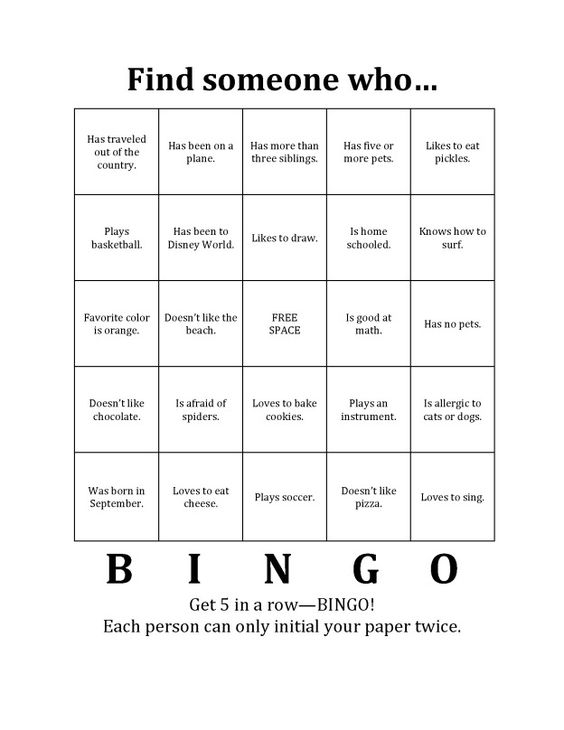 Find someone who…
Has traveled
out of the
country.
Has been on a
plane.
Has more than
three siblings.
Has five or
more pets.
Likes to eat
pickles.
Plays
basketball.
Has been to
Disney World.
Likes to draw.
Is home
schooled.
Knows how to
surf.
Favorite color
is orange.
Doesn't like the
beach.
FREE
SPACE
Is good at
math.
Has no pets.
Doesn't like
chocolate.
Is afraid of
spiders.
Loves to bake
cookies.
Plays an
instrument.
Is allergic to
cats or dogs.
Was born in
September.
Loves to eat
cheese.
Plays soccer.
Doesn't like
pizza.
Loves to sing.
B I N G O
Get 5 in a row—BINGO!
Each person can only initial your paper twice.